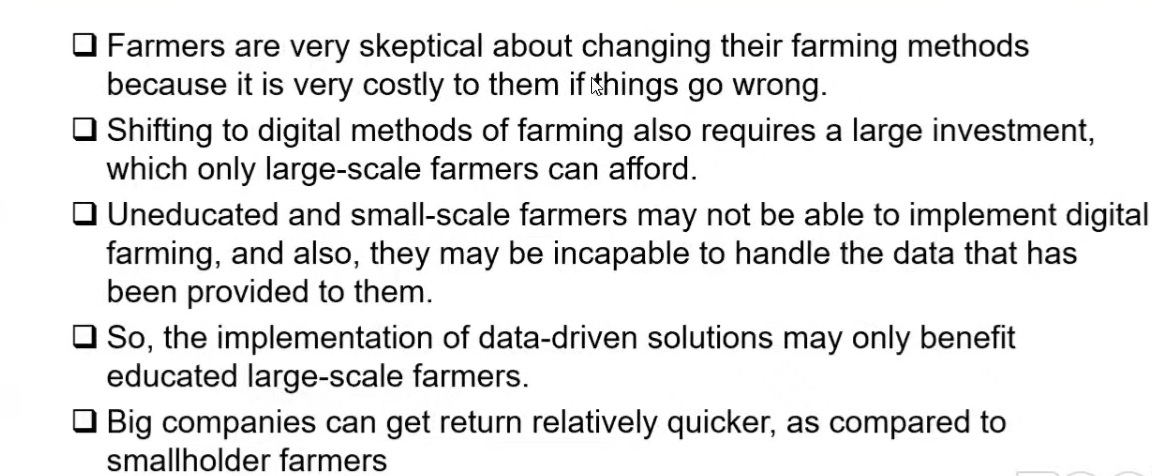 ❑ Farmers are very skeptical about changing their farming methods
because it is very costly to them if things go wrong.
❑ Shifting to digital methods of farming also requires a large investment,
which only large-scale farmers can afford.
❑ Uneducated and small-scale farmers may not be able to implement digital
farming, and also, they may be incapable to handle the data that has
been provided to them.
❑ So, the implementation of data-driven solutions may only benefit
educated large-scale farmers.
❑ Big companies can get return relatively quicker, as compared to
smallholder farmers